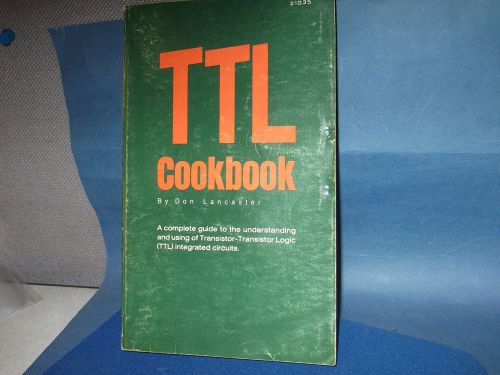 21035
TTL
Cookbook
By Don Lancaster
A complete guide to the understanding
and using of Transistor-Transistor Logic
(TTL) integrated circuits.